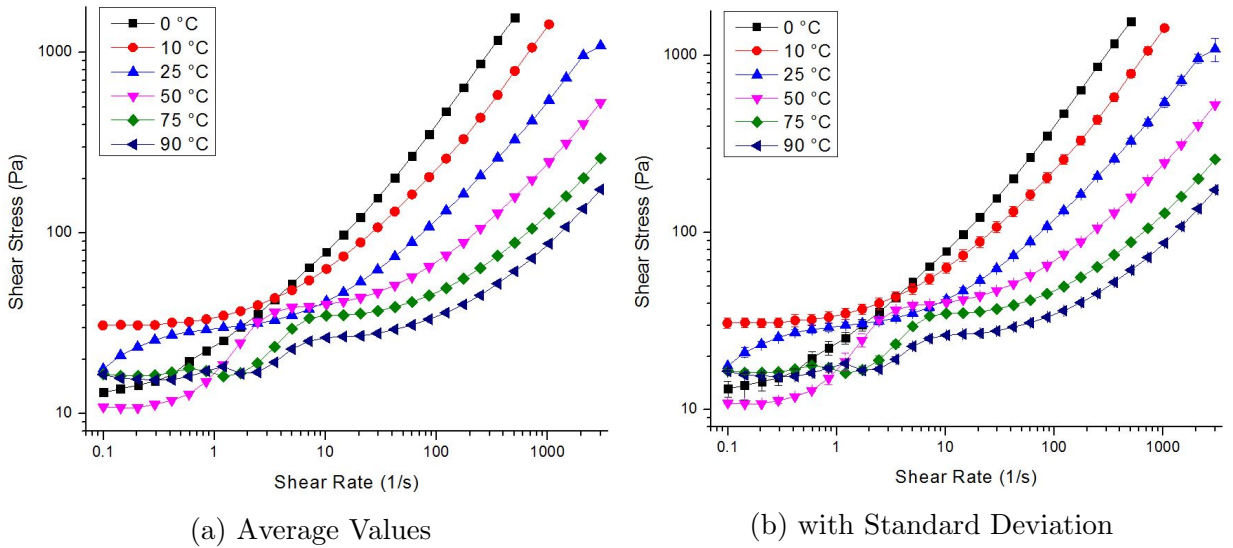 0 °C
10 °C
25 °C
50 °C
75 °C
90 °C
1000
100
10
Shear Stress (Pa)
0.1
1
10
100
1000
Shear Rate (1/s)
(a) Average Values
0 °C
10 °C
25 °C
50 °C
75 °C
90 °C
1000
100
10
Shear Stress (Pa)
0.1
1
10
100
1000
Shear Rate (1/s)
(b) with Standard Deviation